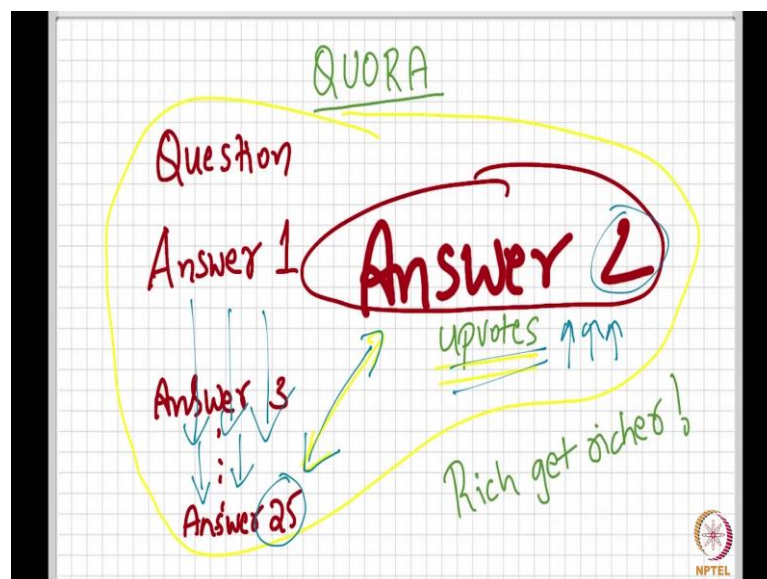 QUORA
Question
Answer 1
Answer 2
upvotes
Answer 3
Answer 25
Rich get richer!
NPTEL